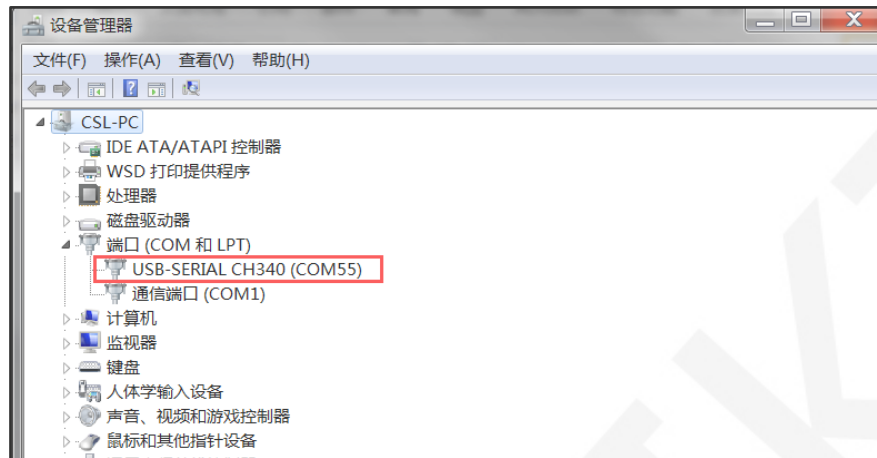 设备管理器
文件(F) 操作(A) 查看(V) 帮助(H)
CSL-PC
IDE ATA/ATAPI 控制器
WSD 打印提供程序
处理器
磁盘驱动器
端口 (COM 和 LPT)
USB-SERIAL CH340 (COM55)
通信端口 (COM1)
计算机
监视器
键盘
人体学输入设备
声音、视频和游戏控制器
鼠标和其他指针设备